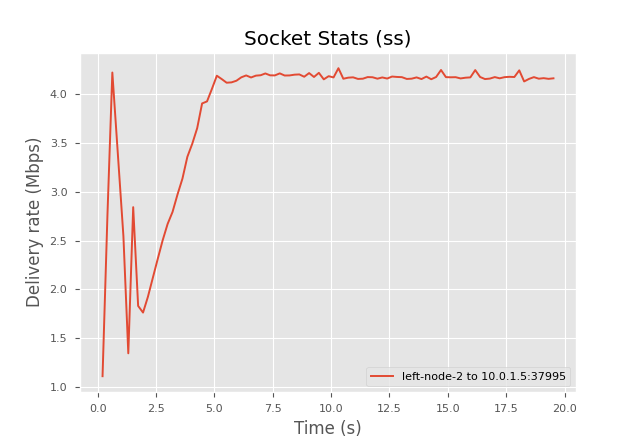 Socket Stats (ss)
Delivery rate (Mbps)
4.0
3.5
3.0
2.5
2.0
1.5
1.0
left-node-2 to 10.0.1.5:37995
0.0 2.5 5.0 7.5 10.0 12.5 15.0 17.5 20.0
Time (s)